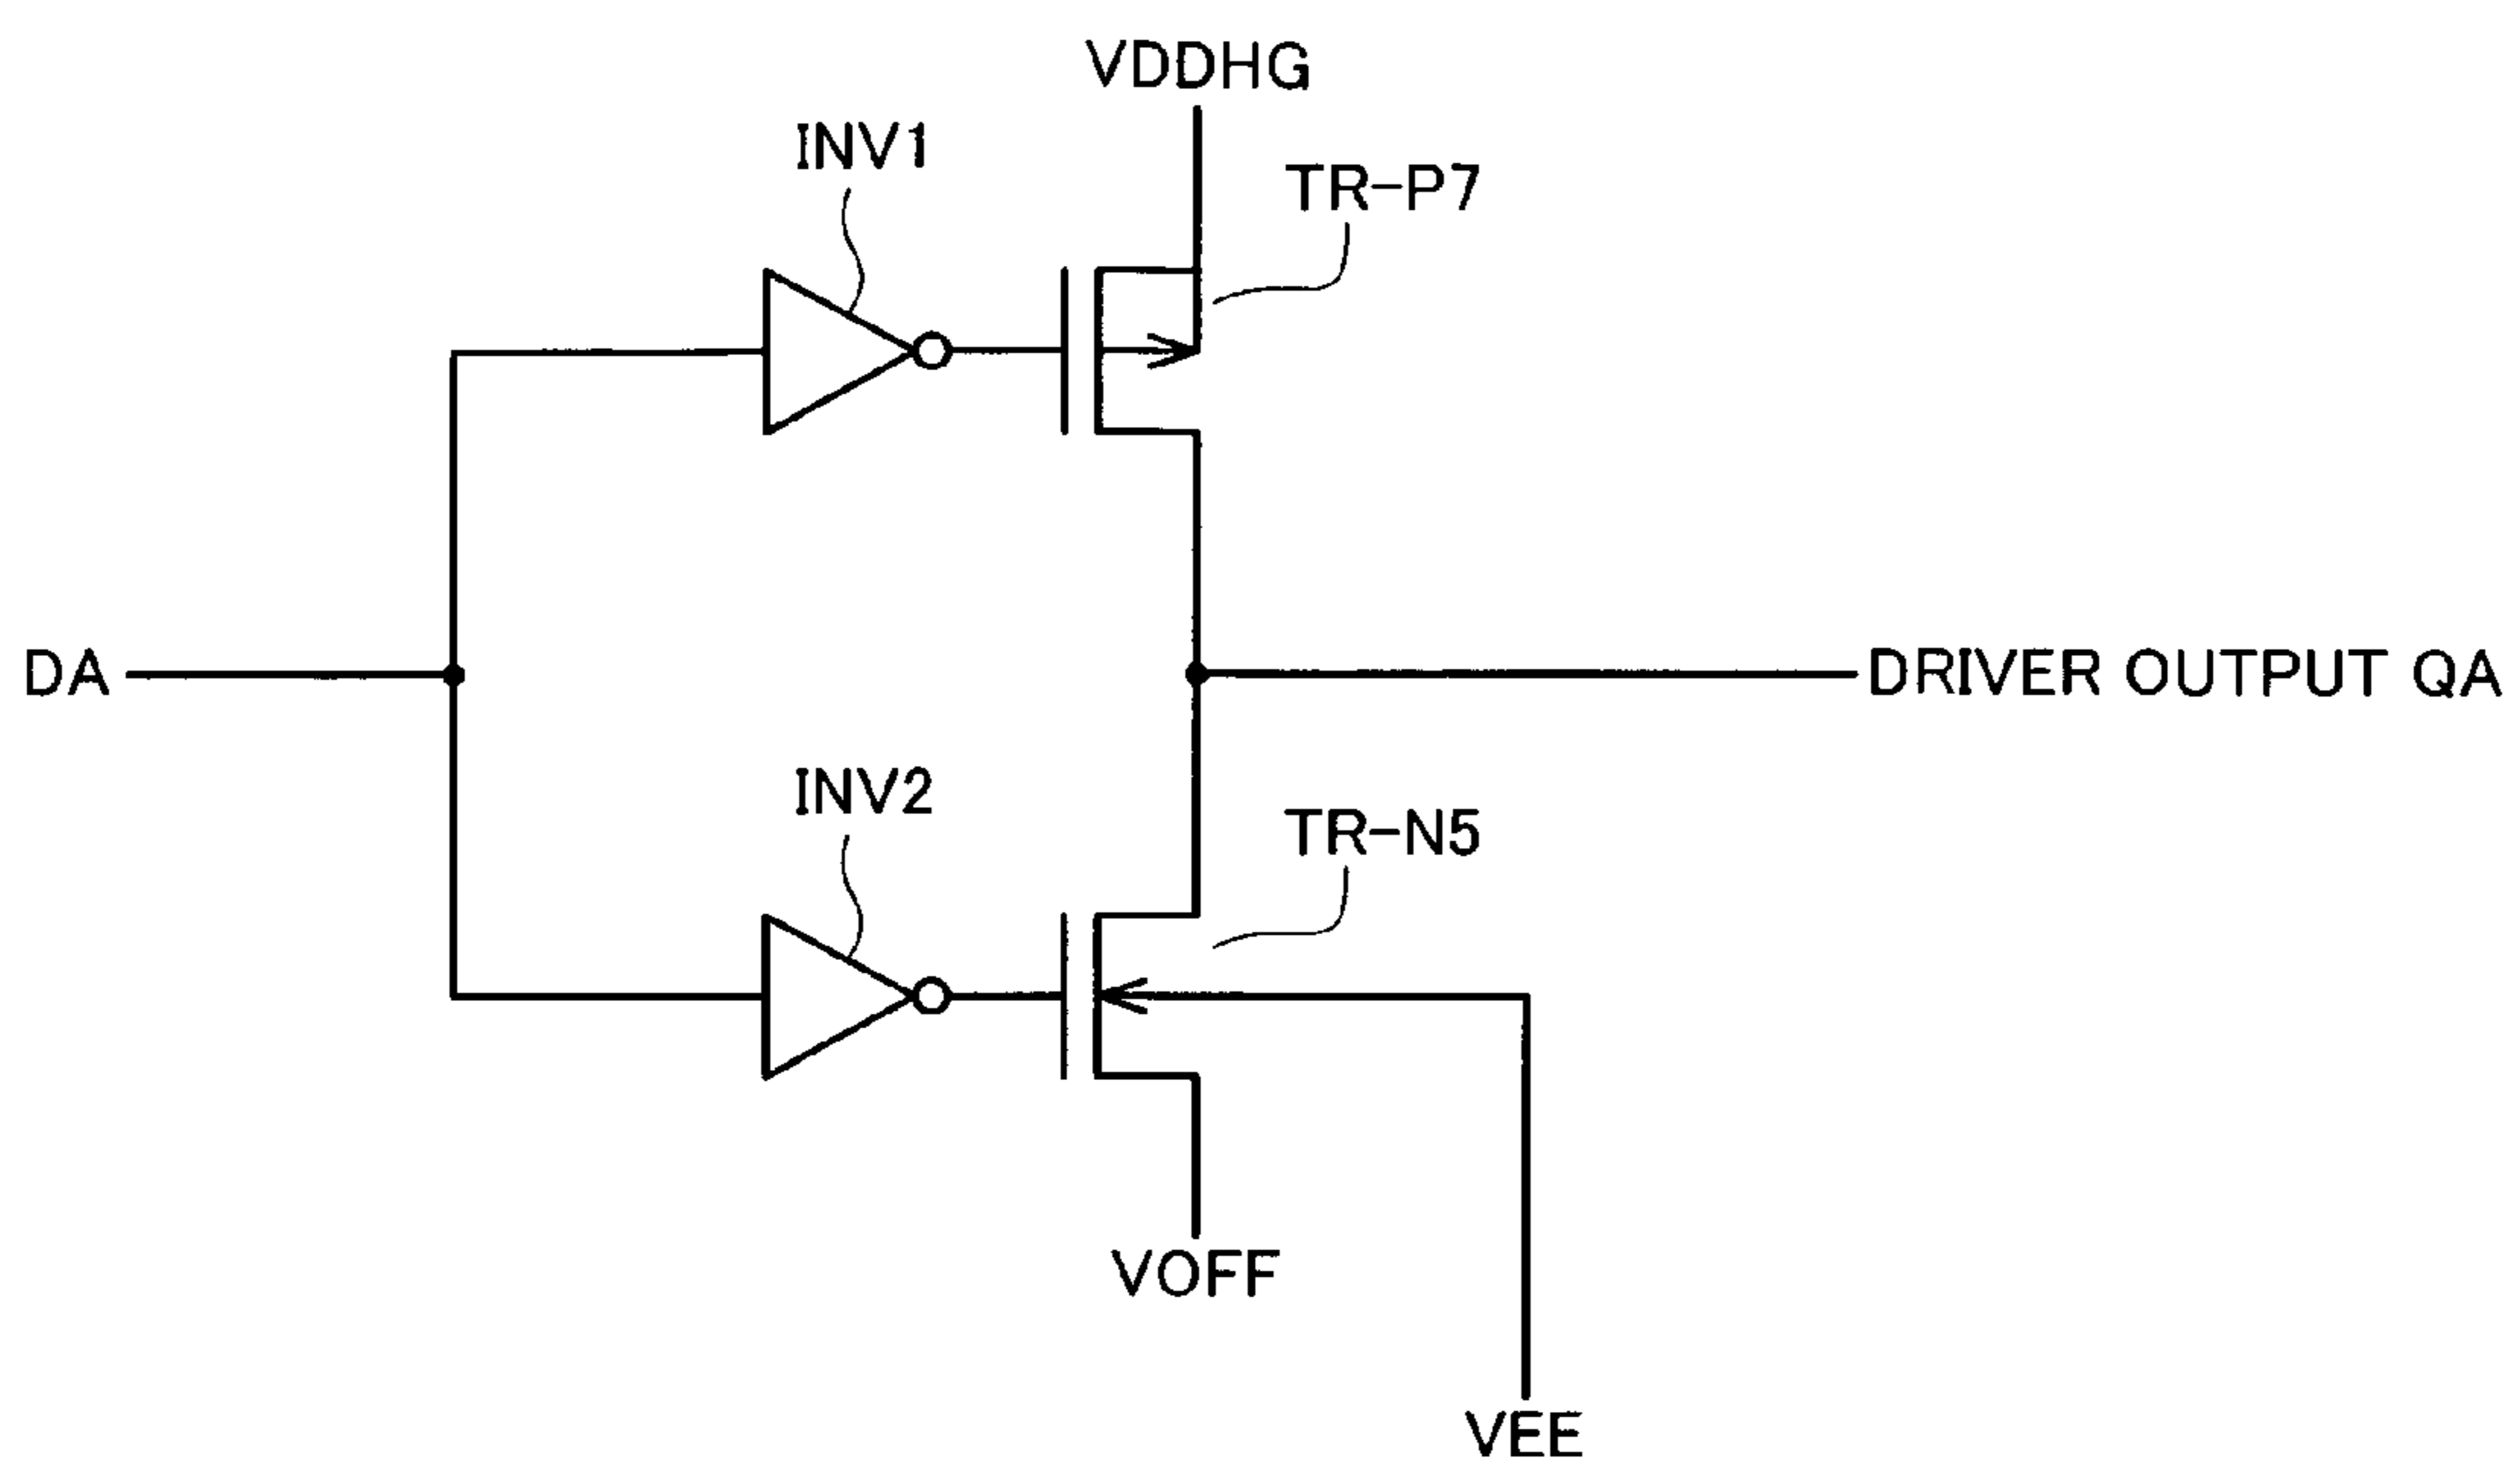 VDDHG
INV1
TR-P7
DA
DRIVER OUTPUT QA
INV2
TR-N5
VOFF
VEE